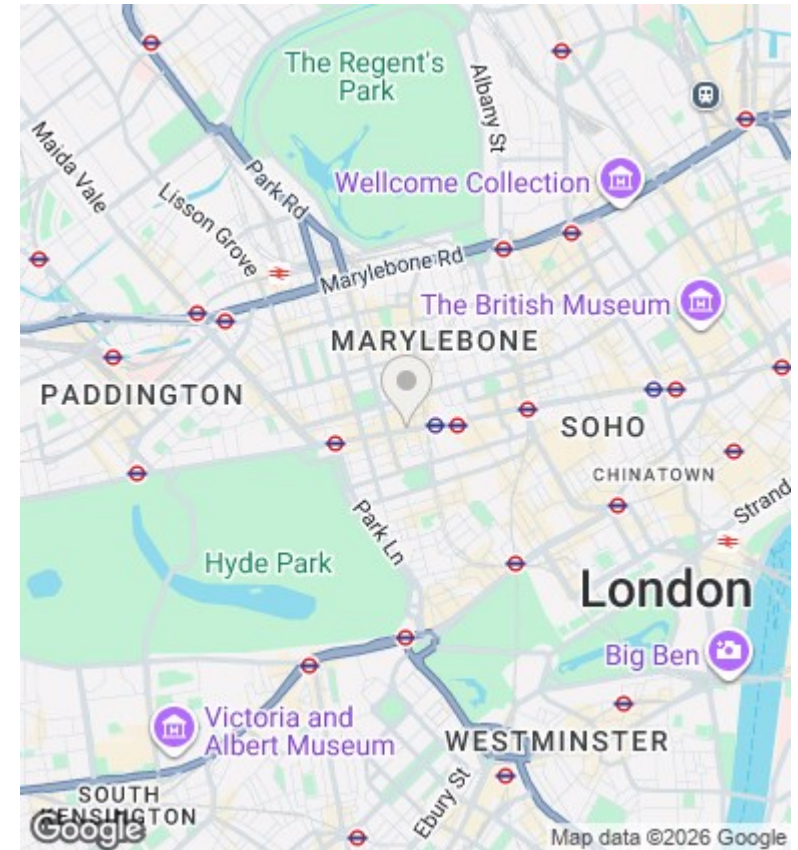 The Regent's
Park
Albany St
Maida Vale
Wellcome Collection
Park Rd
Lisson Grove
Marylebone Rd
The British Museum
MARYLEBONE
PADDINGTON
SOHO
CHINATOWN
Strand
Park Ln
Hyde Park
London
Big Ben
Victoria and
Albert Museum
WESTMINSTER
Ebury St
SOUTH
KENSINGTON
Google
Map data ©2026 Google